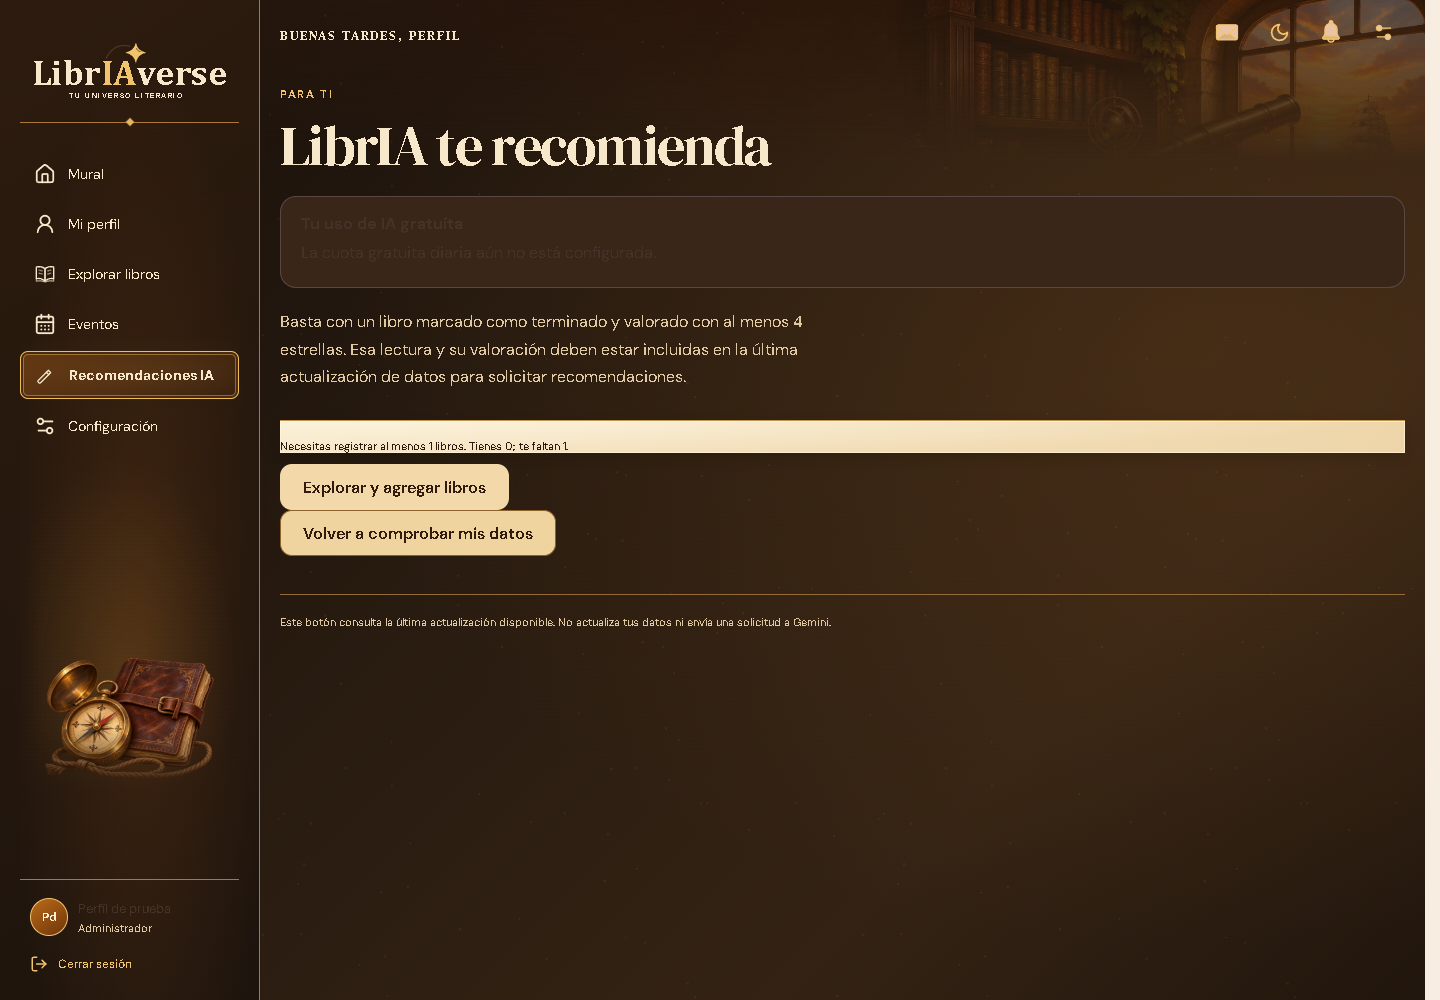 LibrIAverse
TU UNIVERSO LITERARIO
Mural
Mi perfil
Explorar libros
Eventos
Recomendaciones IA
Configuración
Pd
Perfil de prueba
Administrador
Cerrar sesión
BUENAS TARDES, PERFIL
PARA TI
LibrIA te recomienda
Tu uso de IA gratuita
La cuota gratuita diaria aún no está configurada.
Basta con un libro marcado como terminado y valorado con al menos 4
estrellas. Esa lectura y su valoración deben estar incluidas en la última
actualización de datos para solicitar recomendaciones.
Necesitas registrar al menos 1 libros. Tienes 0; te faltan 1.
Explorar y agregar libros
Volver a comprobar mis datos
Este botón consulta la última actualización disponible. No actualiza tus datos ni envía una solicitud a Gemini.